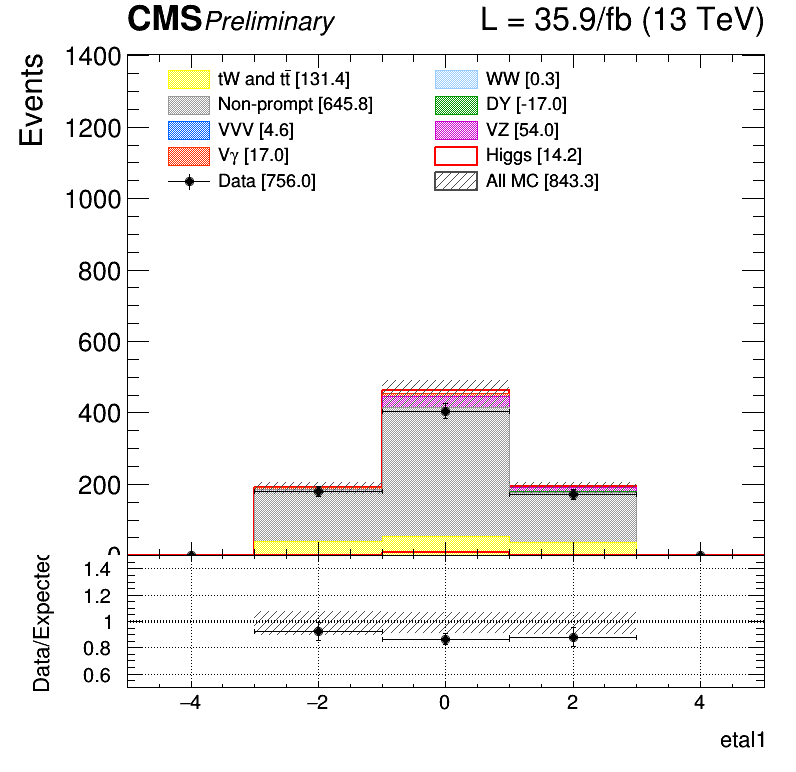 CMS Preliminary L = 35.9/fb (13 TeV)
Events
1400
1200
1000
800
600
400
200
0
tW and tt̄ [131.4]
Non-prompt [645.8]
VVV [4.6]
Vγ [17.0]
Data [756.0]
WW [0.3]
DY [-17.0]
VZ [54.0]
Higgs [14.2]
All MC [843.3]
Data/Expected
1.4
1.2
1
0.8
0.6
−4 −2 0 2 4
etal1